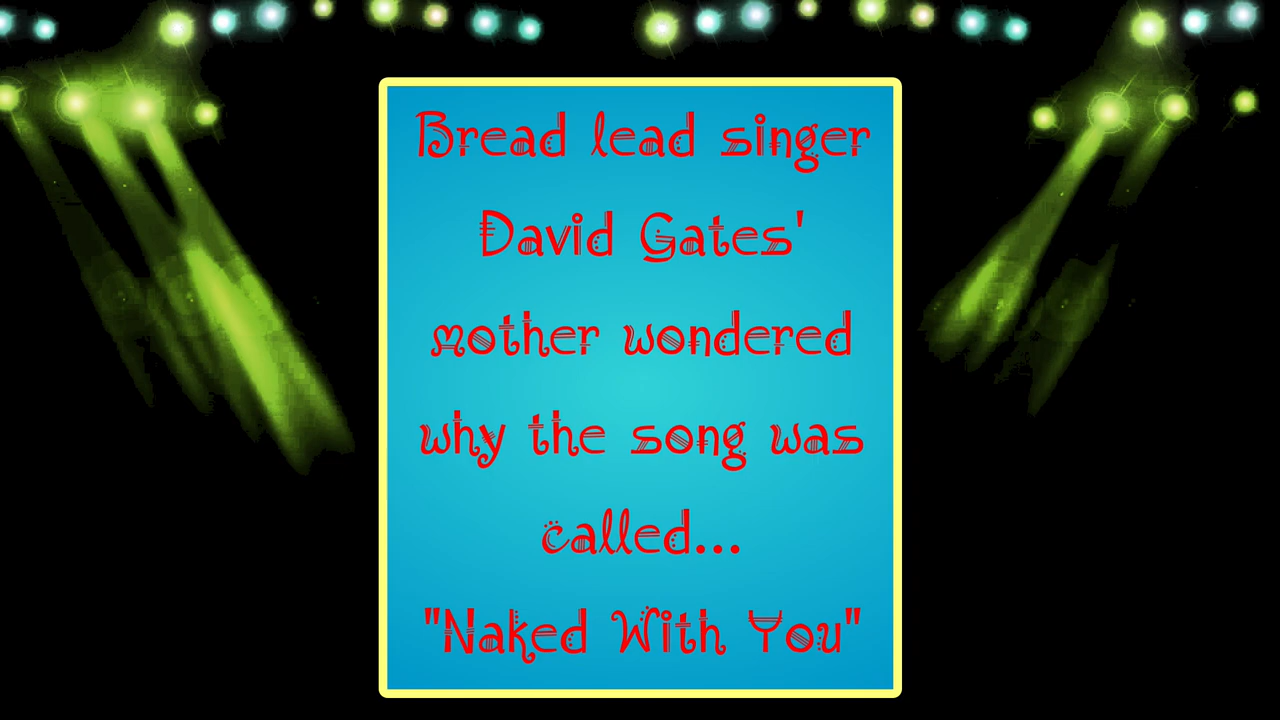 Bread lead singer
David Gates'
mother wondered
why the song was
called...
"Naked With You"